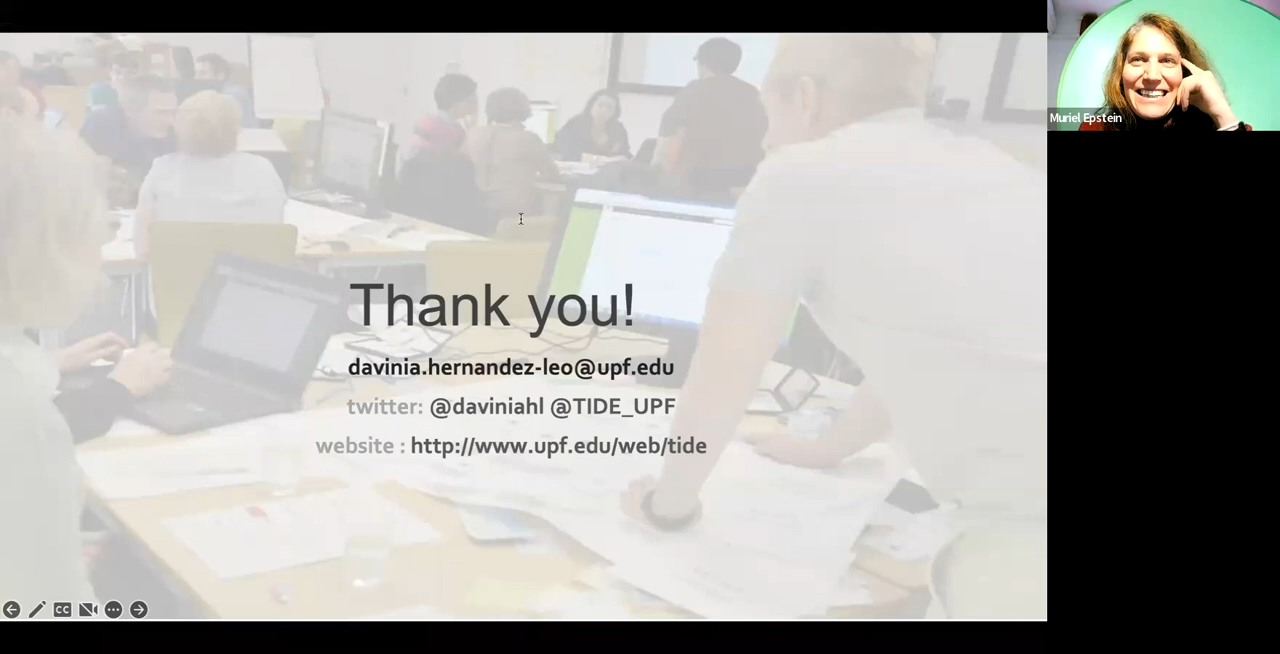 Muriel Epstein
Thank you!
davinia.hernandez-leo@upf.edu
twitter: @daviniahl @TIDE_UPF
website : http://www.upf.edu/web/tide
CC